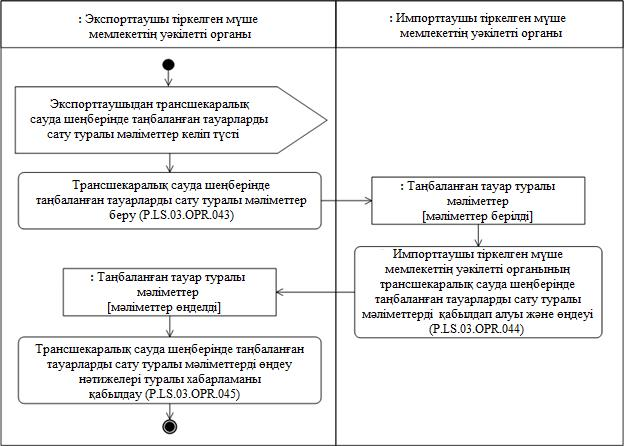 : Экспорттаушы тіркелген мүше
мемлекеттің уәкілетті органы
: Импорттаушы тіркелген мүше
мемлекеттің уәкілетті органы
Экспорттаушыдан трансшекаралық
сауда шеңберінде таңбаланған тауарларды
сату туралы мәліметтер келіп түсті
Трансшекаралық сауда шеңберінде
таңбаланған тауарларды сату туралы мәліметтер
беру (P.LS.03.OPR.043)
: Таңбаланған тауар туралы
мәліметтер
[мәліметтер берілді]
Импорттаушы тіркелген мүше
мемлекеттің уәкілетті органының
трансшекаралық сауда шеңберінде
таңбаланған тауарларды сату туралы
мәліметтерді қабылдап алуы және өңдеуі
(P.LS.03.OPR.044)
: Таңбаланған тауар туралы
мәліметтер
[мәліметтер өңделді]
Трансшекаралық сауда шеңберінде таңбаланған
тауарларды сату туралы мәліметтерді өңдеу
нәтижелері туралы хабарламаны
қабылдау (P.LS.03.OPR.045)